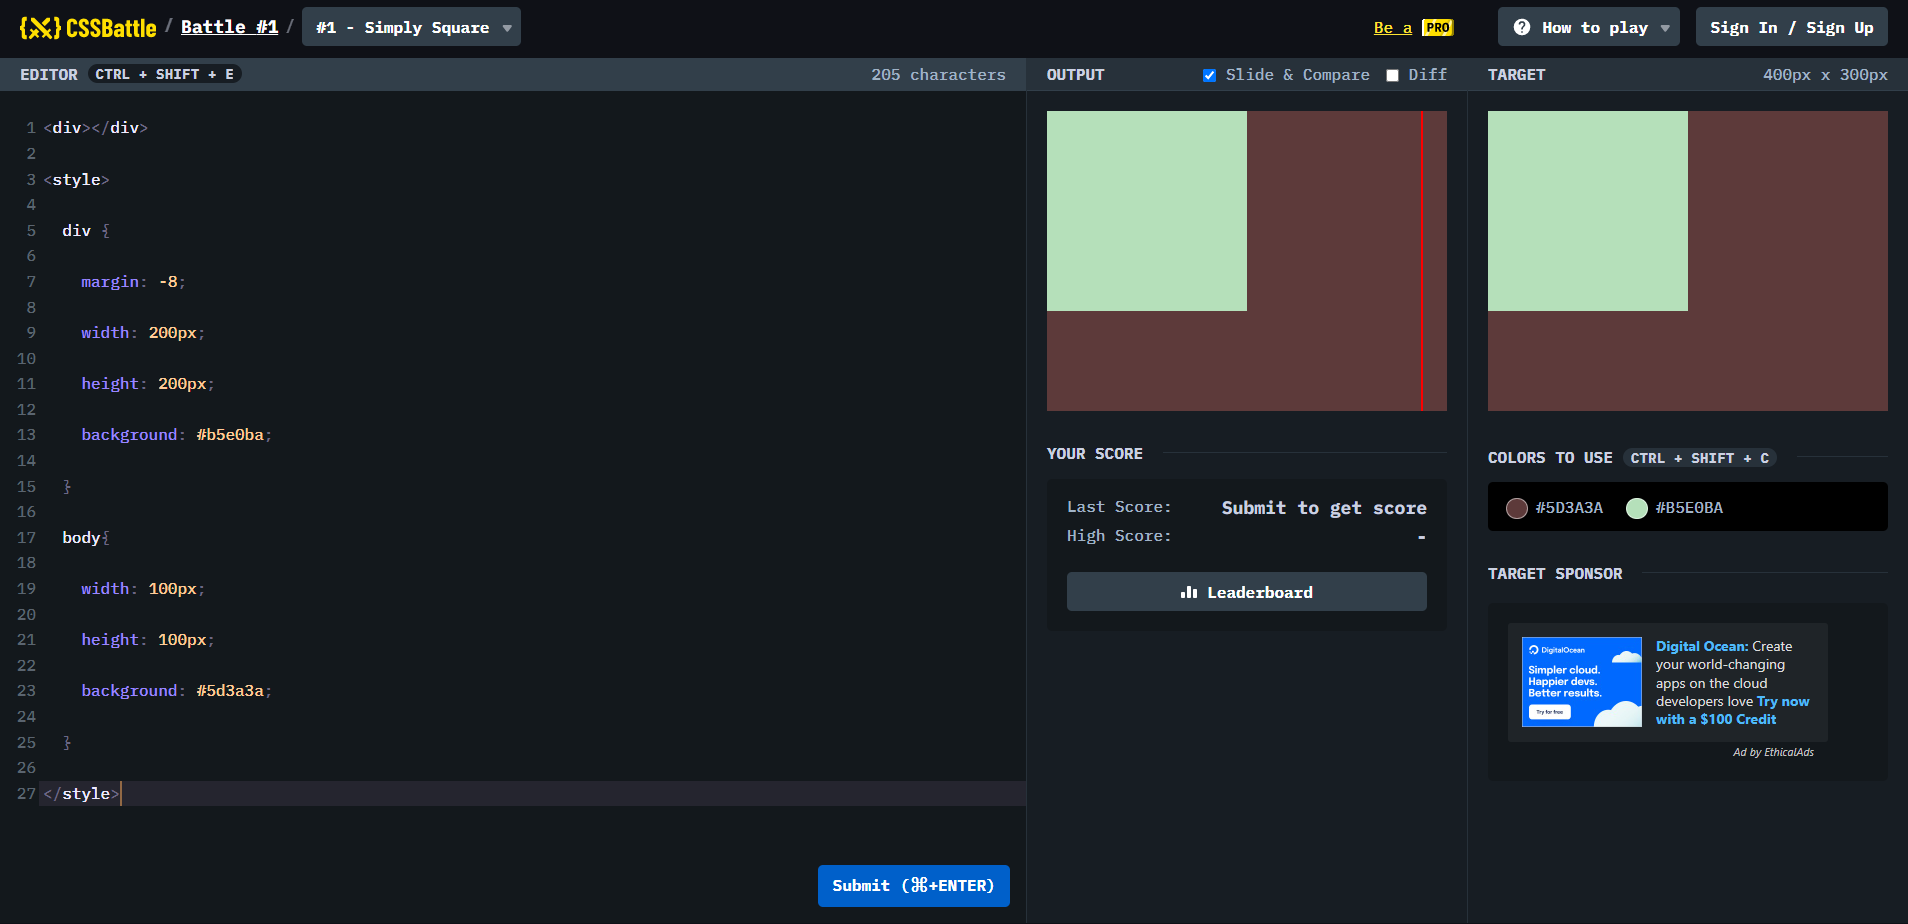 {}CSSBattle / Battle #1 / #1 - Simply Square
Be a PRO
How to play
Sign In / Sign Up
EDITOR CTRL + SHIFT + E 205 characters
OUTPUT Slide & Compare Diff
TARGET 400px x 300px
1 <div></div>
2
3 <style>
4
5 div {
6
7 margin: -8;
8
9 width: 200px;
10
11 height: 200px;
12
13 background: #b5e0ba;
14
15 }
16
17 body{
18
19 width: 100px;
20
21 height: 100px;
22
23 background: #5d3a3a;
24
25 }
26
27 </style>
Submit (⌘+ENTER)
YOUR SCORE
Last Score: Submit to get score
High Score: -
Leaderboard
COLORS TO USE CTRL + SHIFT + C
#5D3A3A #B5E0BA
TARGET SPONSOR
DigitalOcean
Simpler cloud.
Happier devs.
Better results.
Try for free
Digital Ocean: Create
your world-changing
apps on the cloud
developers love Try now
with a $100 Credit
Ad by EthicalAds